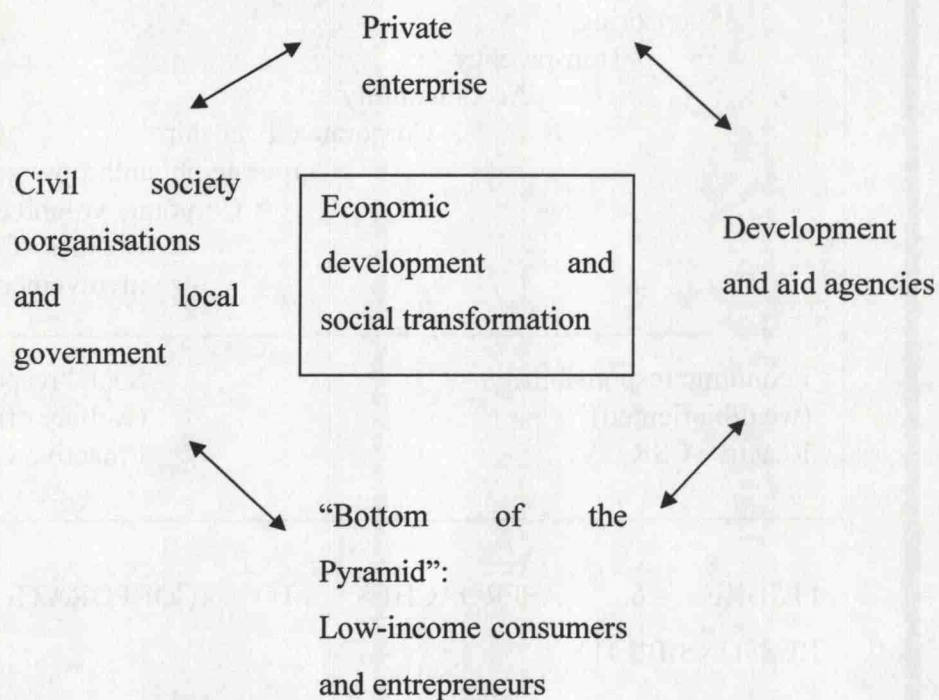 Private
enterprise
Civil society
oorganisations
and local
government
Economic
development and
social transformation
Development
and aid agencies
“Bottom of the
Pyramid”:
Low-income consumers
and entrepreneurs